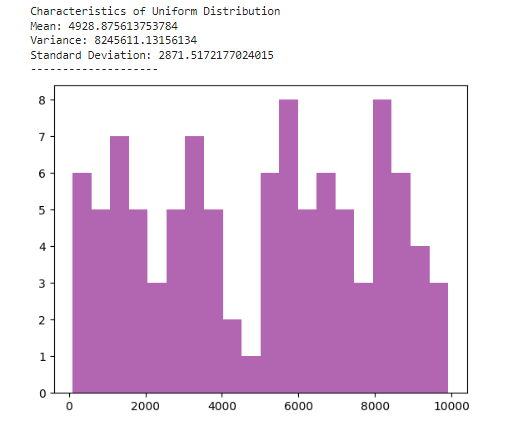 Characteristics of Uniform Distribution
Mean: 4928.875613753784
Variance: 8245611.13156134
Standard Deviation: 2871.5172177024015
--------------------
8
7
6
5
4
3
2
1
0
0 2000 4000 6000 8000 10000